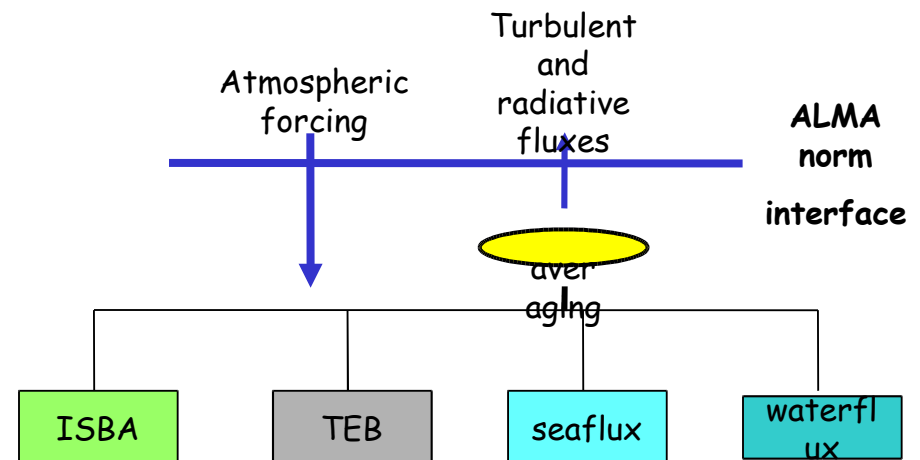 Turbulent
and
radiative
fluxes
Atmospheric
forcing
ALMA
norm
interface
aver
aging
ISBA
TEB
seaflux
waterfl
ux